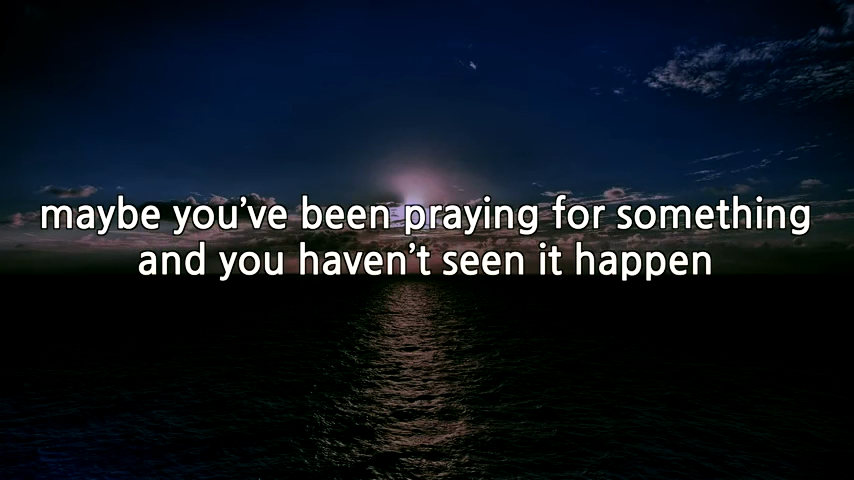 maybe you’ve been praying for something
and you haven’t seen it happen